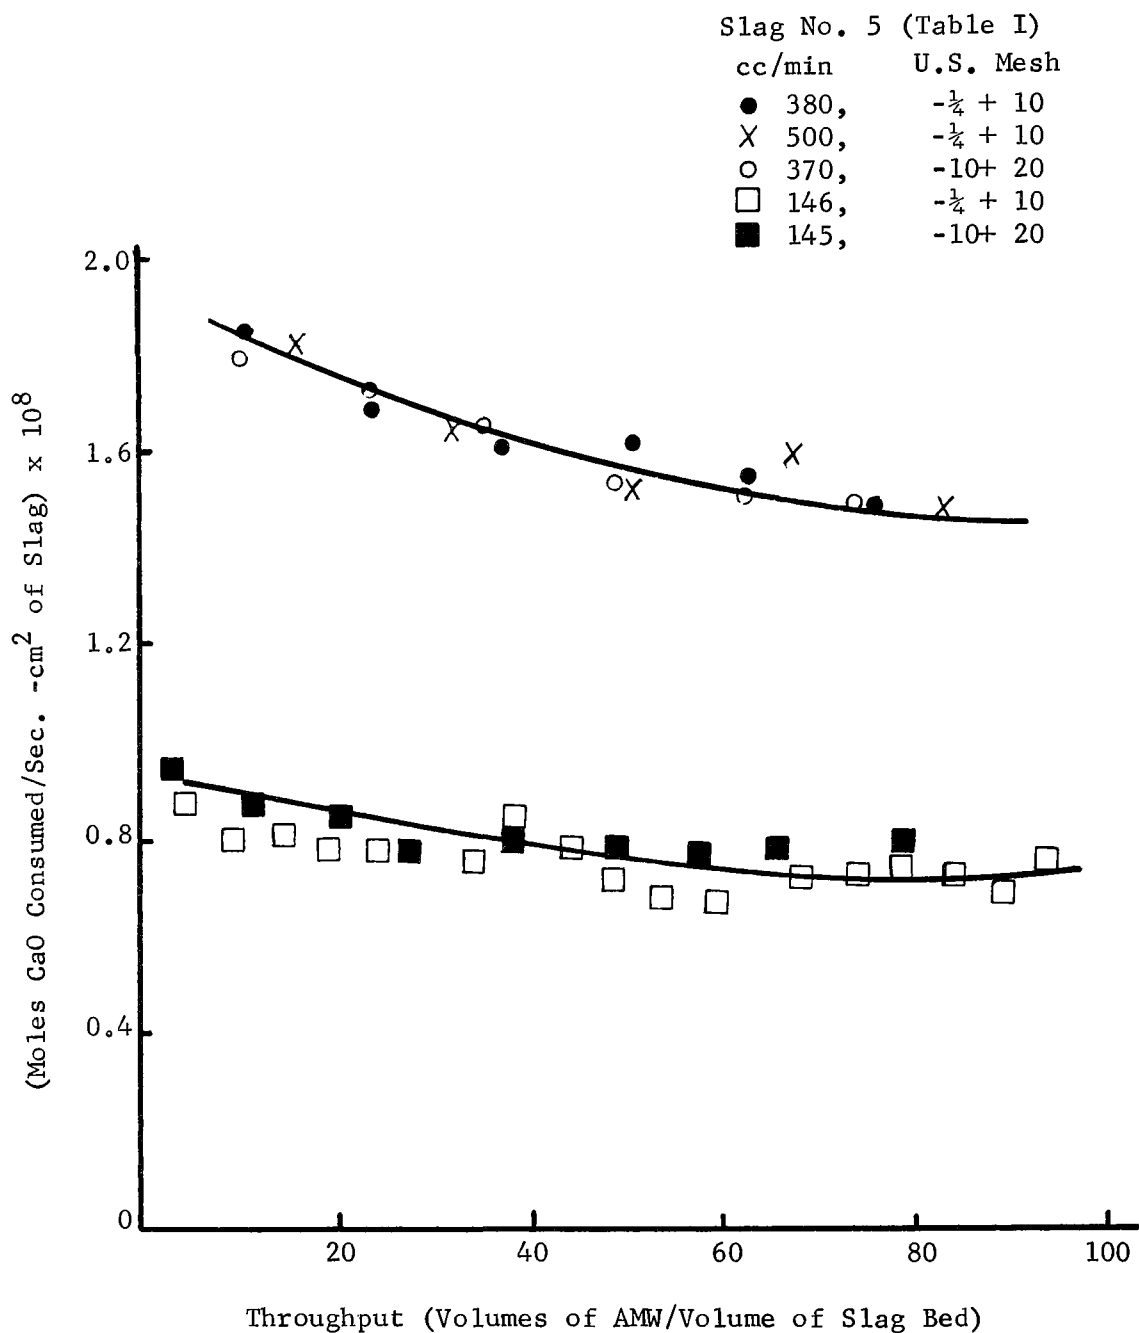 Slag No. 5 (Table I)
cc/min U.S. Mesh
380, -¼ + 10
500, -¼ + 10
370, -10+ 20
146, -¼ + 10
145, -10+ 20
(Moles CaO Consumed/Sec. -cm² of Slag) x 10⁸
2.0
1.6
1.2
0.8
0.4
0
20 40 60 80 100
Throughput (Volumes of AMW/Volume of Slag Bed)